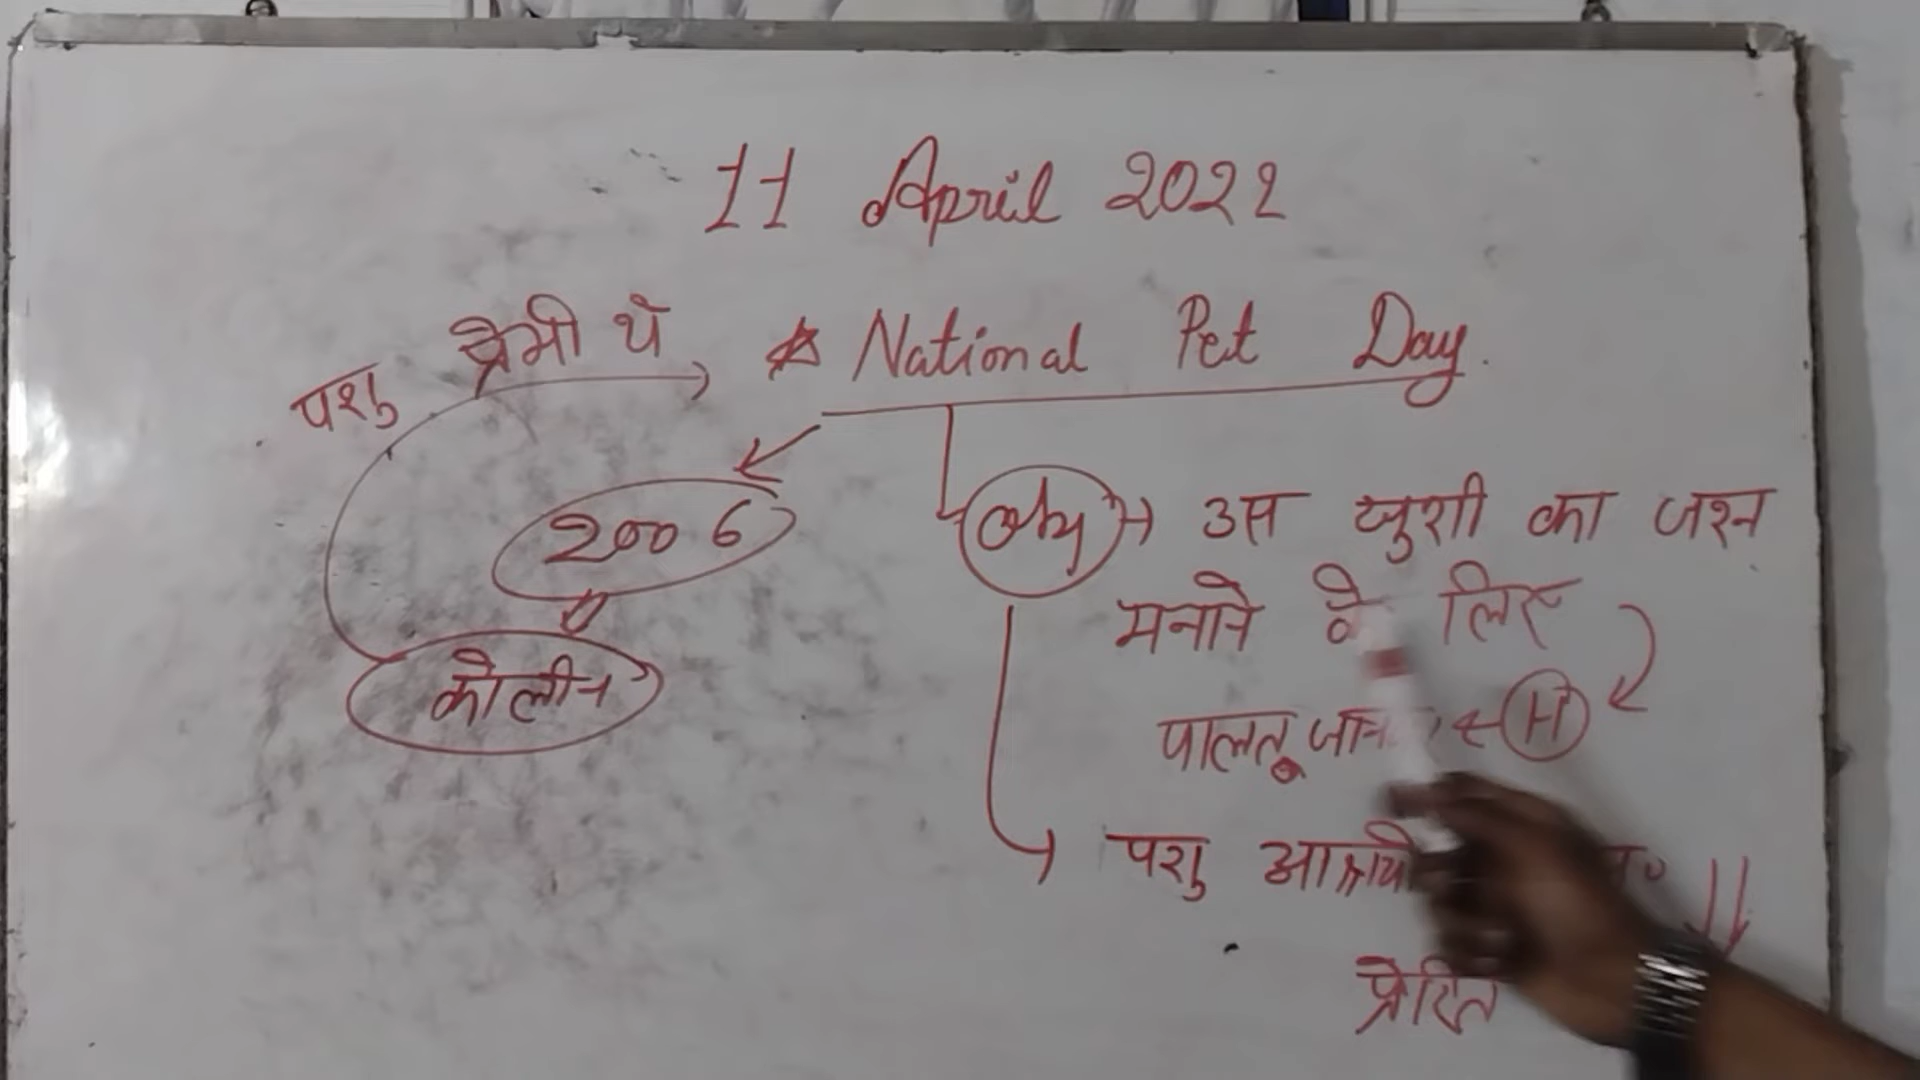 11 April 2022
पशु प्रेमी थे
★ National Pet Day.
2006
कोलीन
Obj → उस खुशी का जश्न
मनाने के लिए
पालतू ← H
पशु
प्रेरित